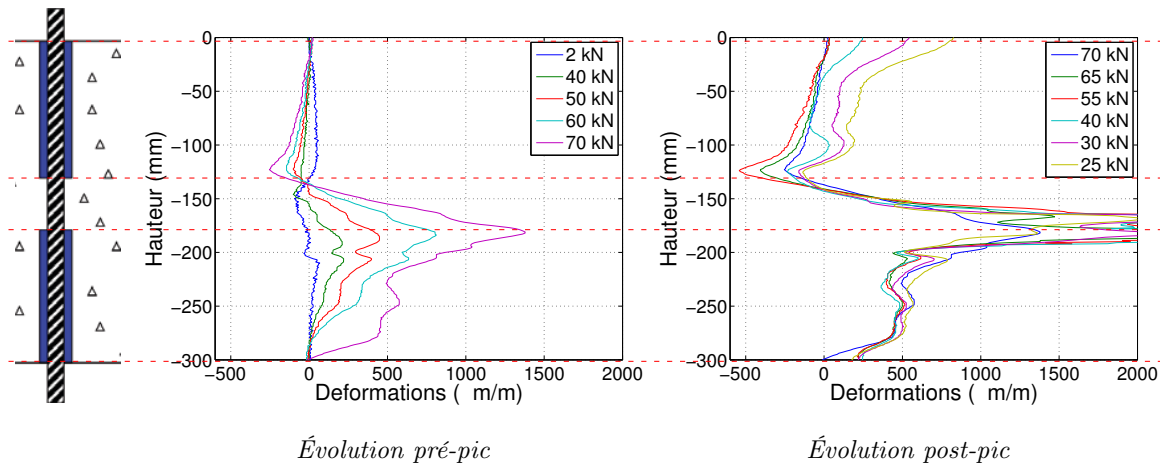 0
−50
−100
−150
−200
−250
−300
Hauteur (mm)
−500 0 500 1000 1500 2000
Deformations ( m/m)
2 kN
40 kN
50 kN
60 kN
70 kN
Évolution pré-pic
0
−50
−100
−150
−200
−250
−300
Hauteur (mm)
−500 0 500 1000 1500 2000
Deformations ( m/m)
70 kN
65 kN
55 kN
40 kN
30 kN
25 kN
Évolution post-pic